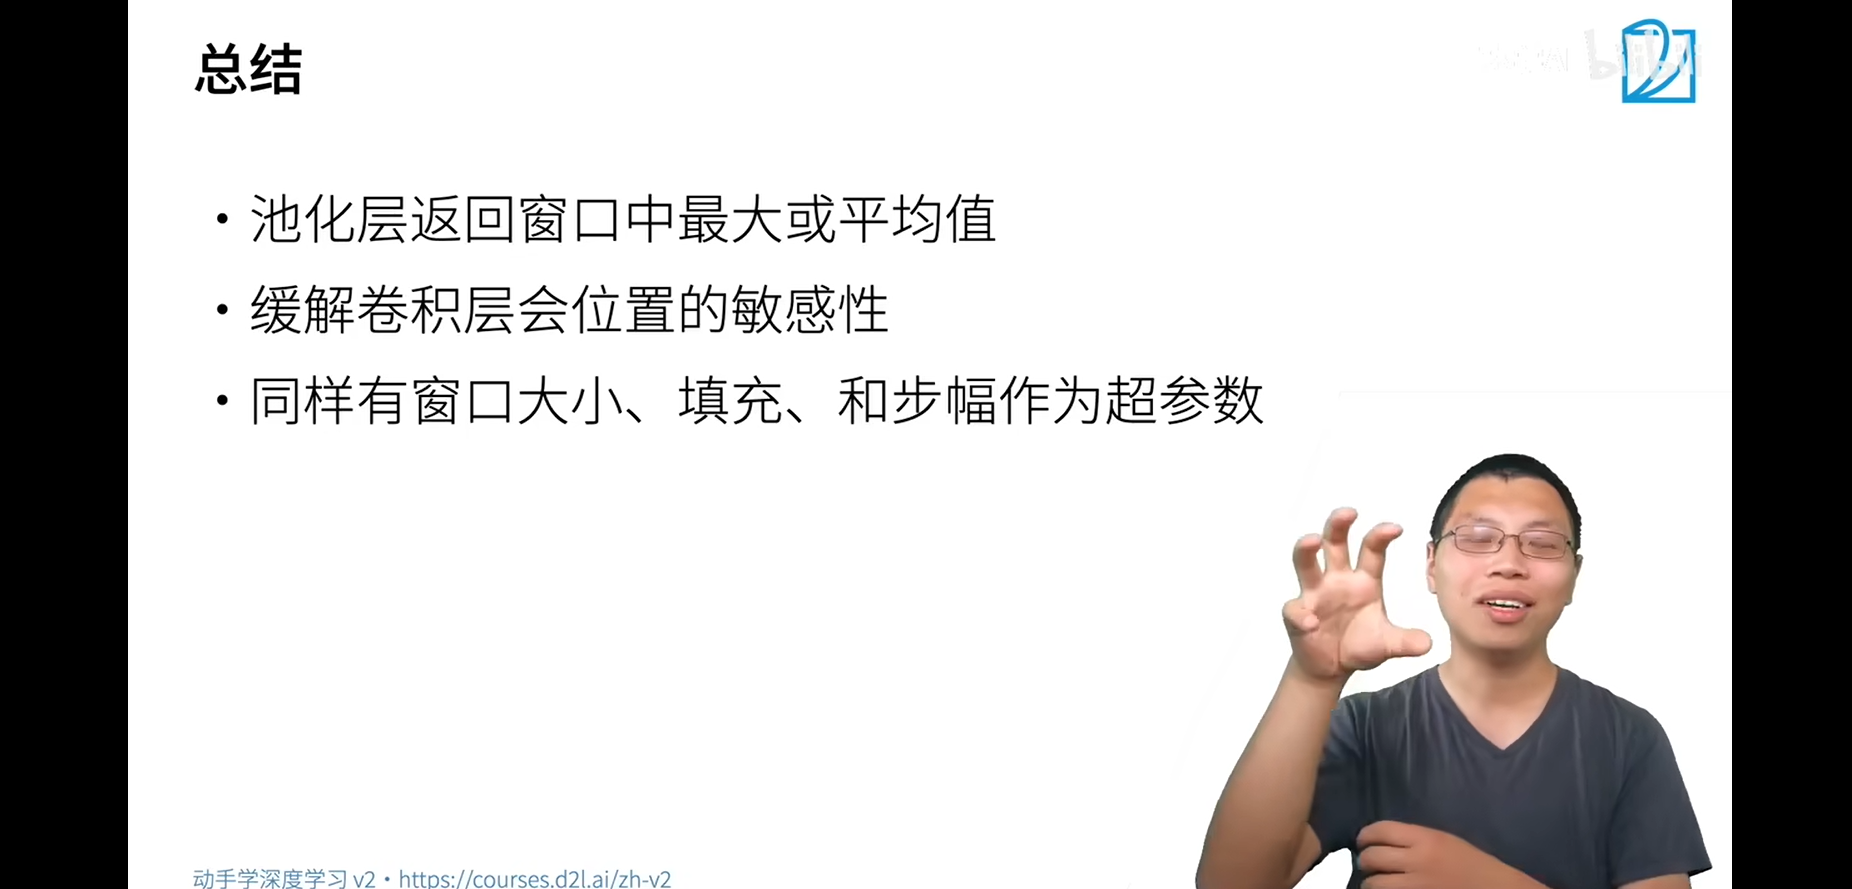 总结
• 池化层返回窗口中最大或平均值
• 缓解卷积层会位置的敏感性
• 同样有窗口大小、填充、和步幅作为超参数
动手学深度学习 v2 • https://courses.d2l.ai/zh-v2
bilibili